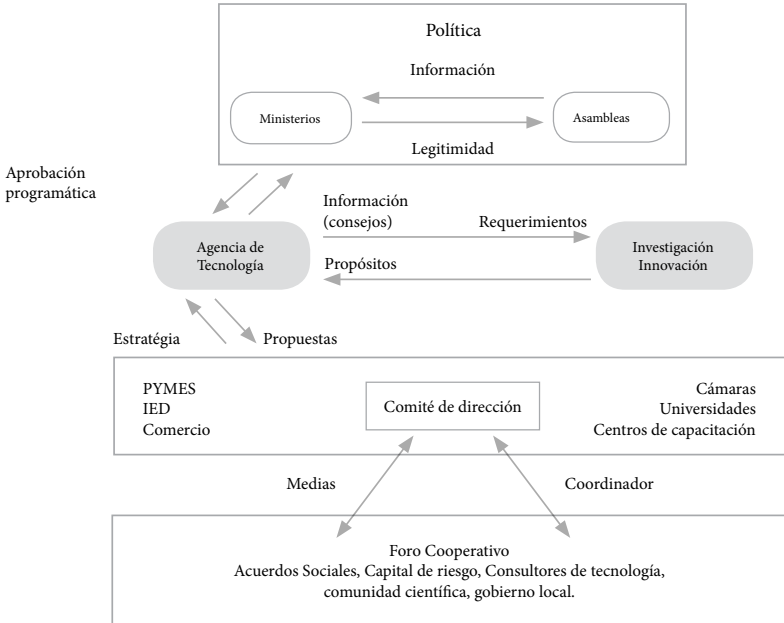 Política
Información
Ministerios
Asambleas
Legitimidad
Aprobación
programática
Información
(consejos)
Requerimientos
Agencia de
Tecnología
Investigación
Innovación
Propósitos
Estratégia
Propuestas
PYMES
IED
Comercio
Comité de dirección
Cámaras
Universidades
Centros de capacitación
Medias
Coordinador
Foro Cooperativo
Acuerdos Sociales, Capital de riesgo, Consultores de tecnología,
comunidad científica, gobierno local.